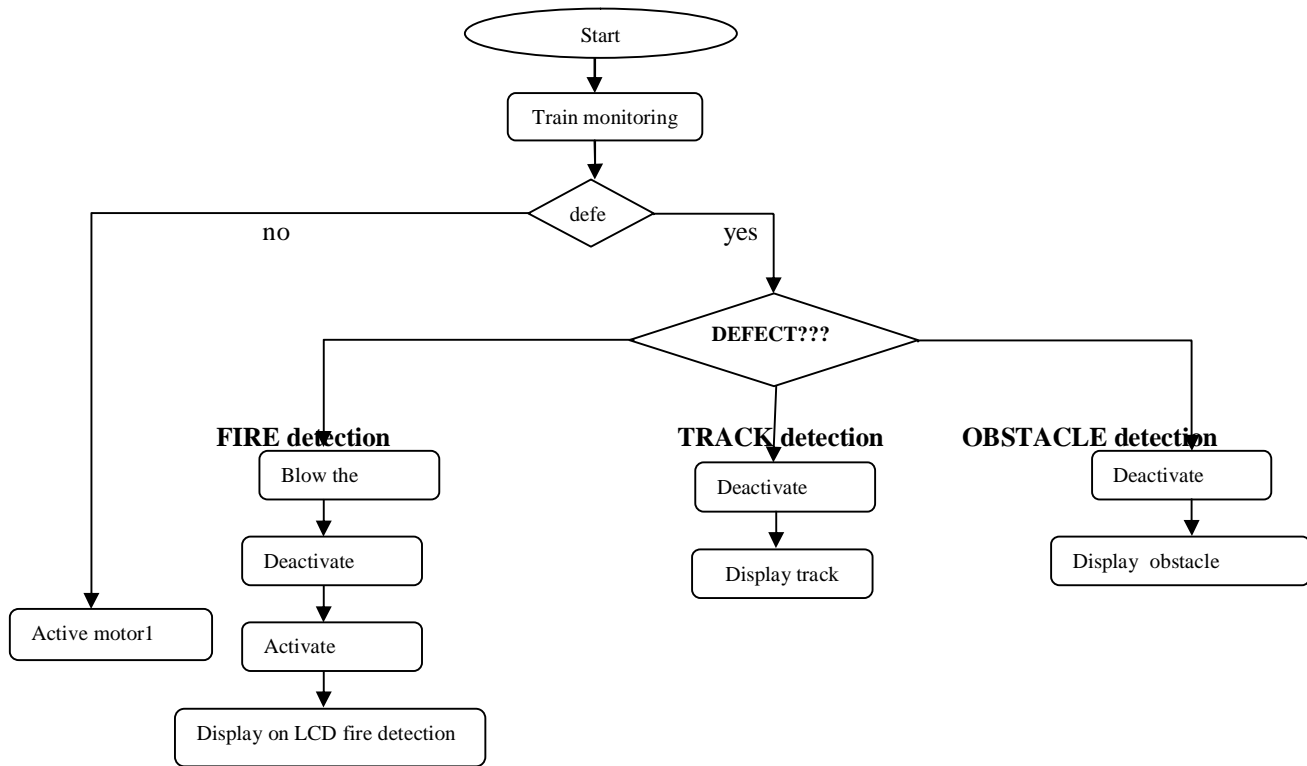 Start
Train monitoring
defe
no
yes
DEFECT???
FIRE detection
TRACK detection
OBSTACLE detection
Blow the
Deactivate
Deactivate
Deactivate
Display track
Display obstacle
Active motor1
Activate
Display on LCD fire detection